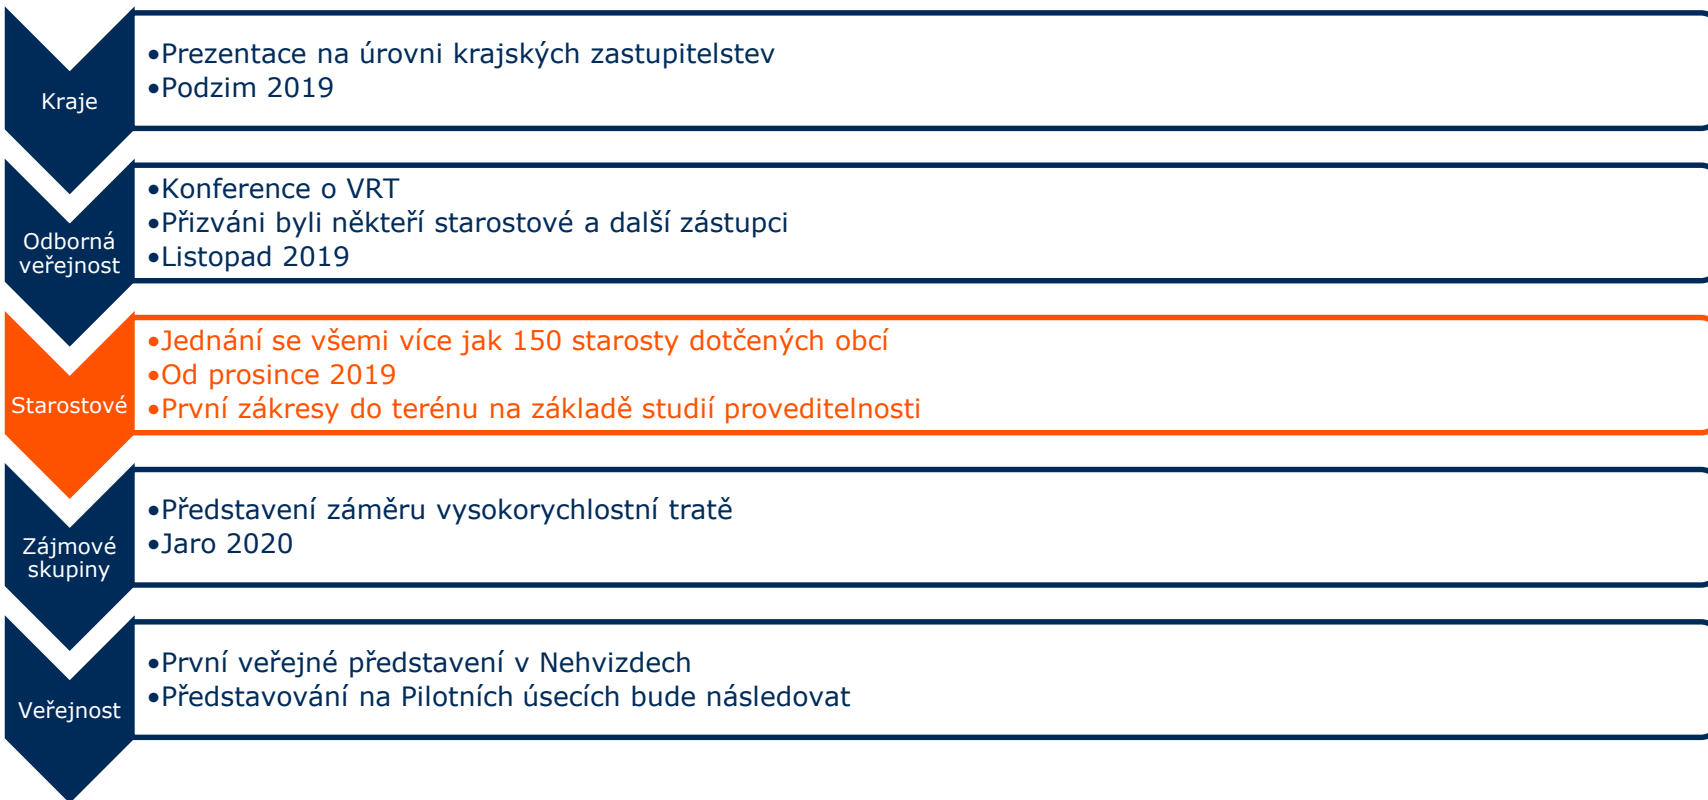 Kraje
•Prezentace na úrovni krajských zastupitelstev
•Podzim 2019
Odborná
veřejnost
•Konference o VRT
•Přizváni byli někteří starostové a další zástupci
•Listopad 2019
Starostové
•Jednání se všemi více jak 150 starosty dotčených obcí
•Od prosince 2019
•První zákresy do terénu na základě studií proveditelnosti
Zájmové
skupiny
•Představení záměru vysokorychlostní tratě
•Jaro 2020
Veřejnost
•První veřejné představení v Nehvizdech
•Představování na Pilotních úsecích bude následovat